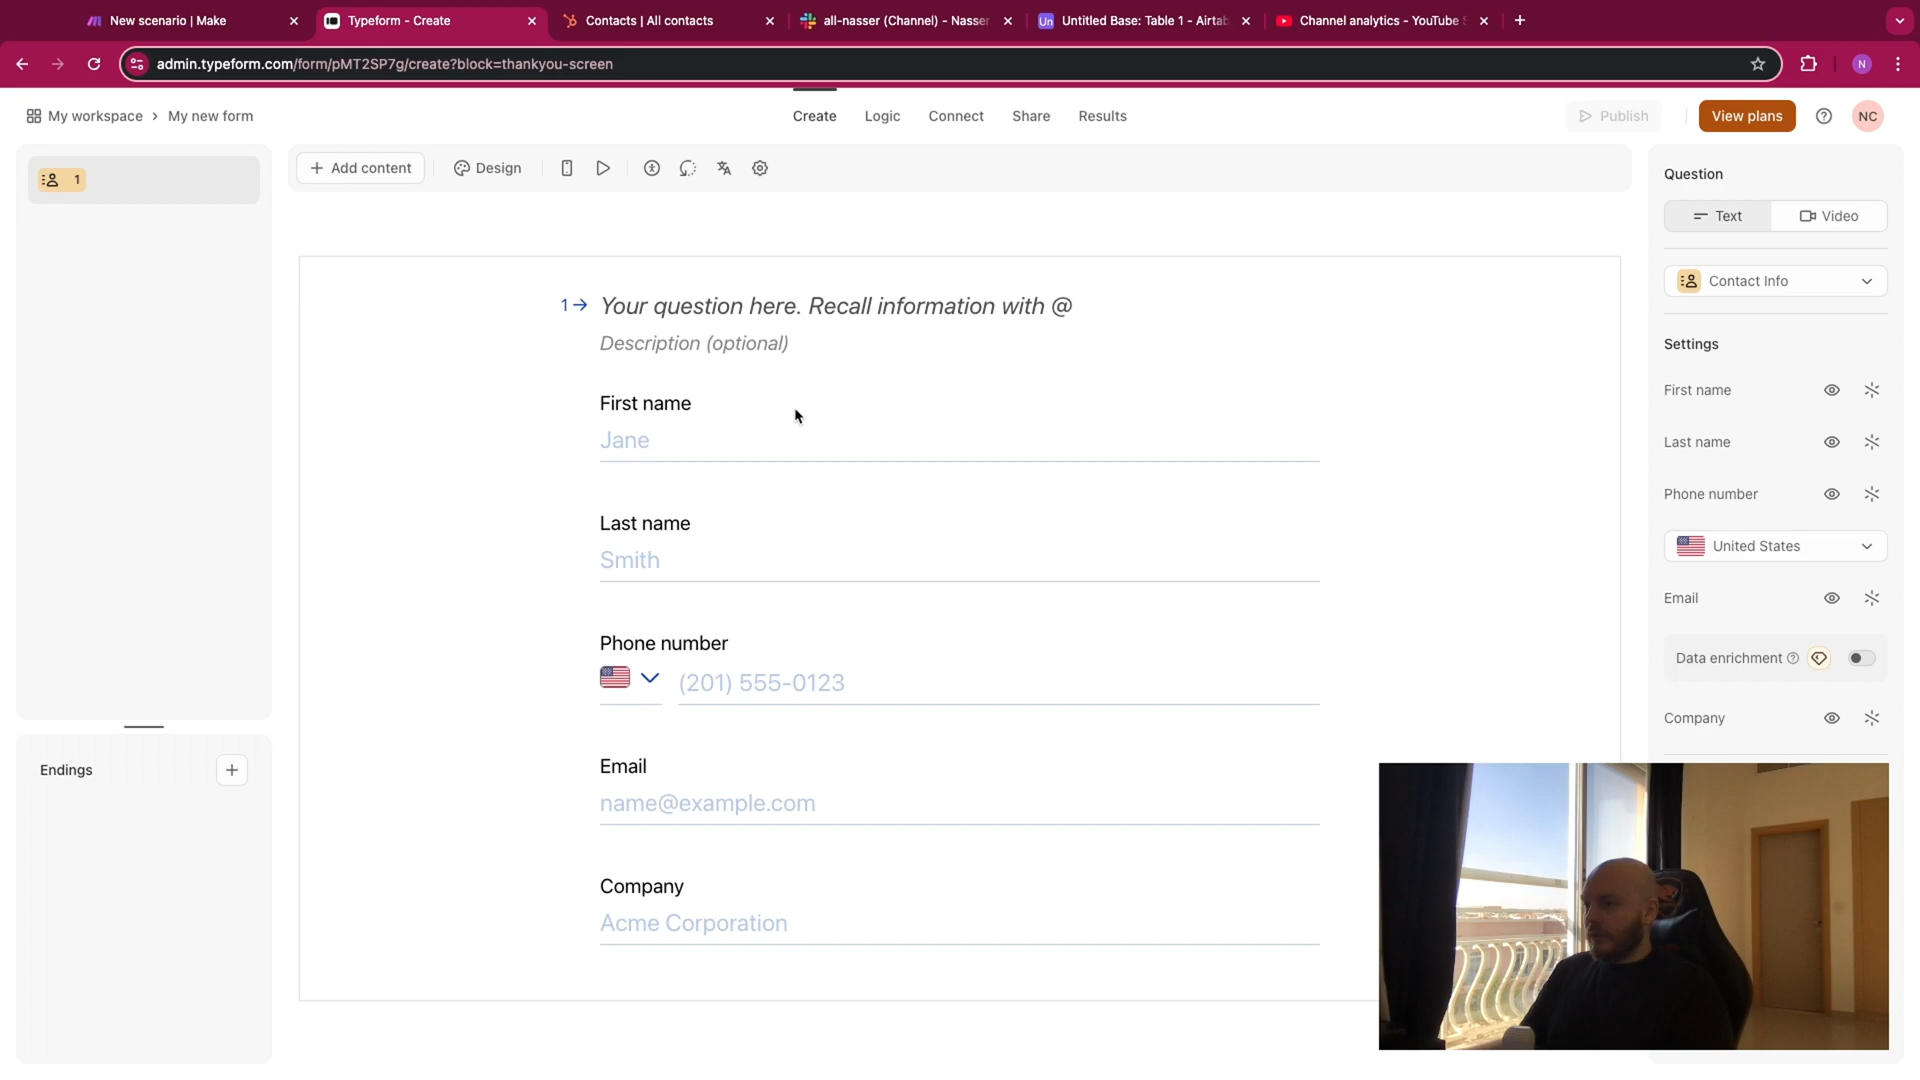 New scenario | Make
Typeform - Create
Contacts | All contacts
all-nasser (Channel) - Nasser
Un
Untitled Base: Table 1 - Airtab
Channel analytics - YouTube S
admin.typeform.com/form/pMT2SP7g/create?block=thankyou-screen
N
My workspace › My new form
Create
Logic
Connect
Share
Results
Publish
View plans
NC
1
Add content
Design
1
Your question here. Recall information with @
Description (optional)
First name
Jane
Last name
Smith
Phone number
(201) 555-0123
Email
name@example.com
Company
Acme Corporation
Question
Text
Video
Contact Info
Settings
First name
Last name
Phone number
United States
Email
Data enrichment
Company
Endings